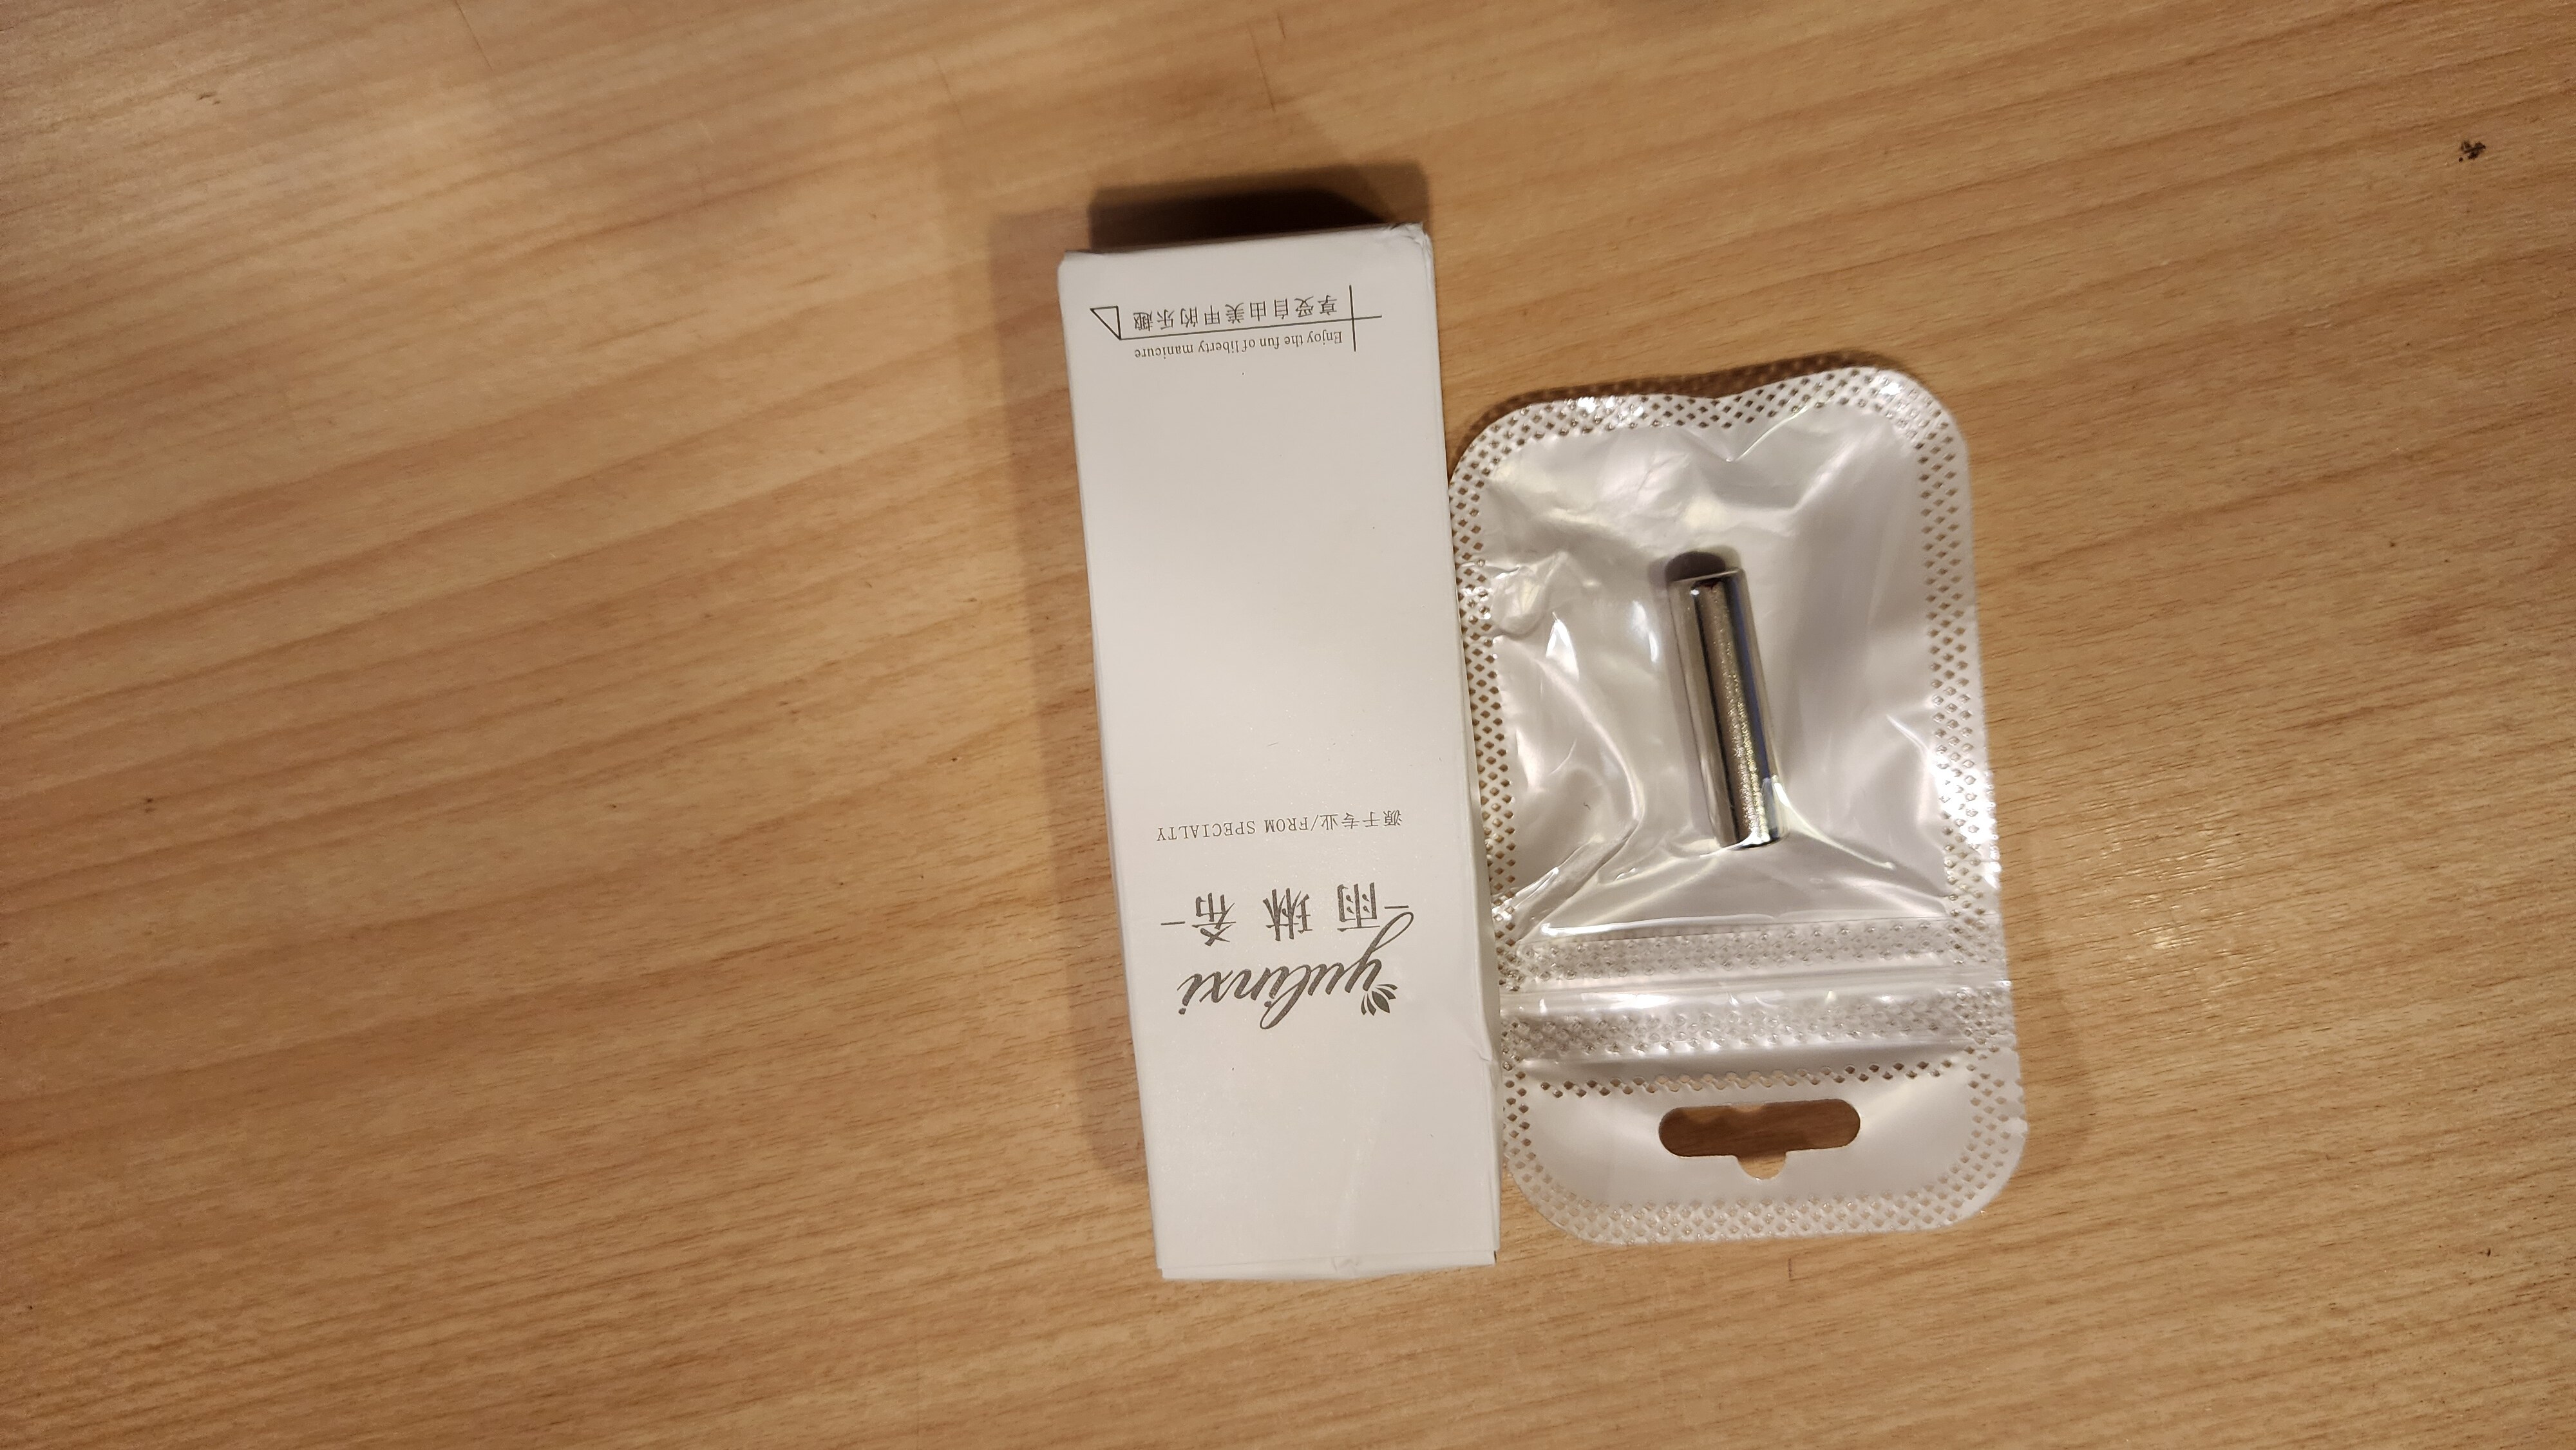 yulinxi
雨琳希
源于专业/FROM SPECIALTY
Enjoy the fun of liberty manicure
享受自由美甲的乐趣